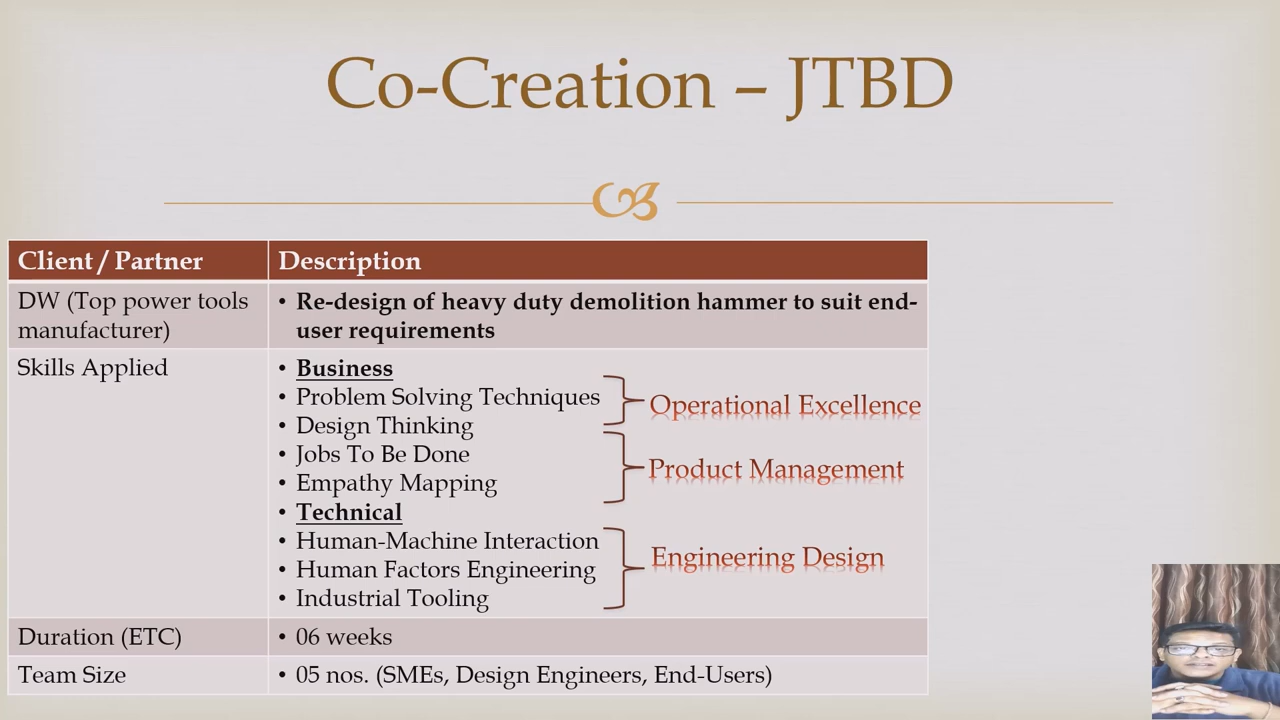 Co-Creation – JTBD
Client / Partner
Description
DW (Top power tools
manufacturer)
• Re-design of heavy duty demolition hammer to suit end-
user requirements
Skills Applied
• Business
• Problem Solving Techniques
• Design Thinking
Operational Excellence
• Jobs To Be Done
• Empathy Mapping
Product Management
• Technical
• Human-Machine Interaction
• Human Factors Engineering
• Industrial Tooling
Engineering Design
Duration (ETC)
• 06 weeks
Team Size
• 05 nos. (SMEs, Design Engineers, End-Users)